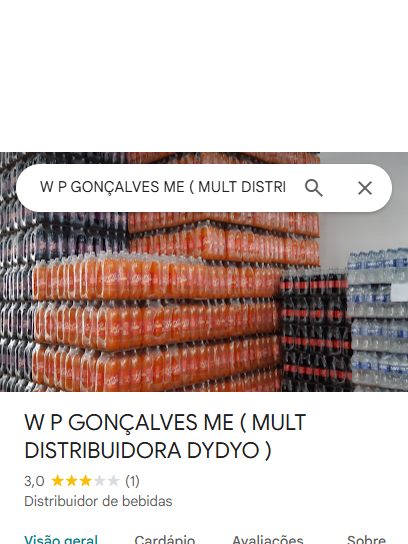 W P GONÇALVES ME ( MULT DISTRI
W P GONÇALVES ME ( MULT
DISTRIBUIDORA DYDYO )
3,0 (1)
Distribuidor de bebidas
Visão geral Cardápio Avaliações Sobre